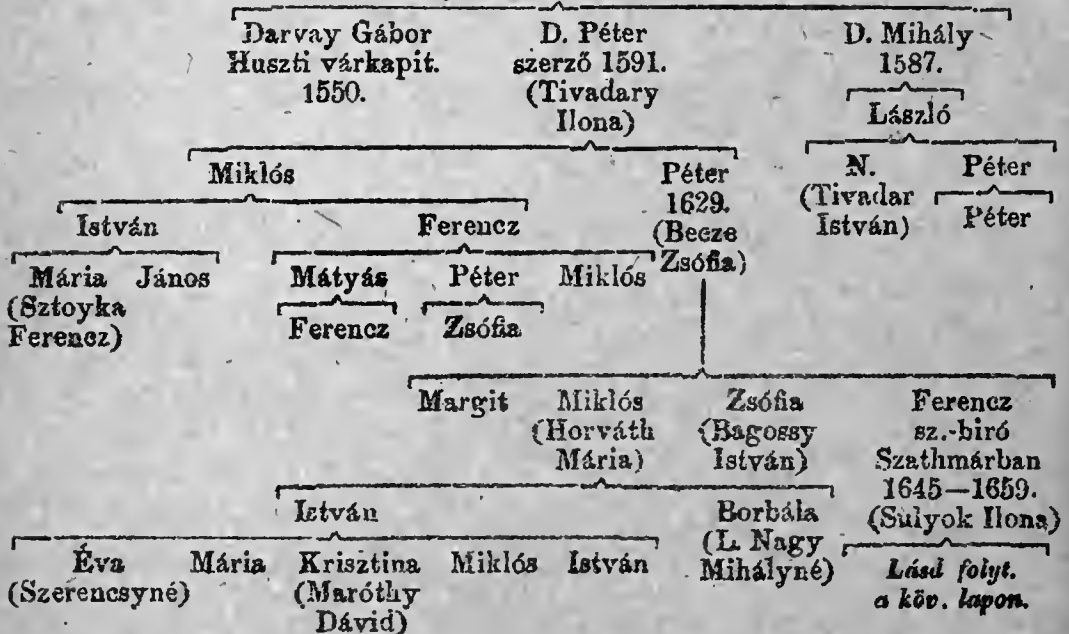 Darvay Gábor D. Péter D. Mihály
Huszti várkapit. szerző 1591. 1587.
1550. (Tivadary
Ilona) László
Miklós Péter N. Péter
1629. (Tivadar
István Ferencz (Becze István) Péter
Zsófia)
Mária János Mátyás Péter Miklós
(Sztoyka
Ferencz) Ferencz Zsófia
Margit Miklós Zsófia Ferencz
(Horváth (Bagossy sz.-biró
Mária) István) Szathmárban
1645—1659.
István Borbála (Sulyok Ilona)
(L. Nagy
Éva Mária Krisztina Miklós István Mihályné) Lásd folyt.
(Szerencsyné) (Maróthy a köv. lapon.
Dávid)